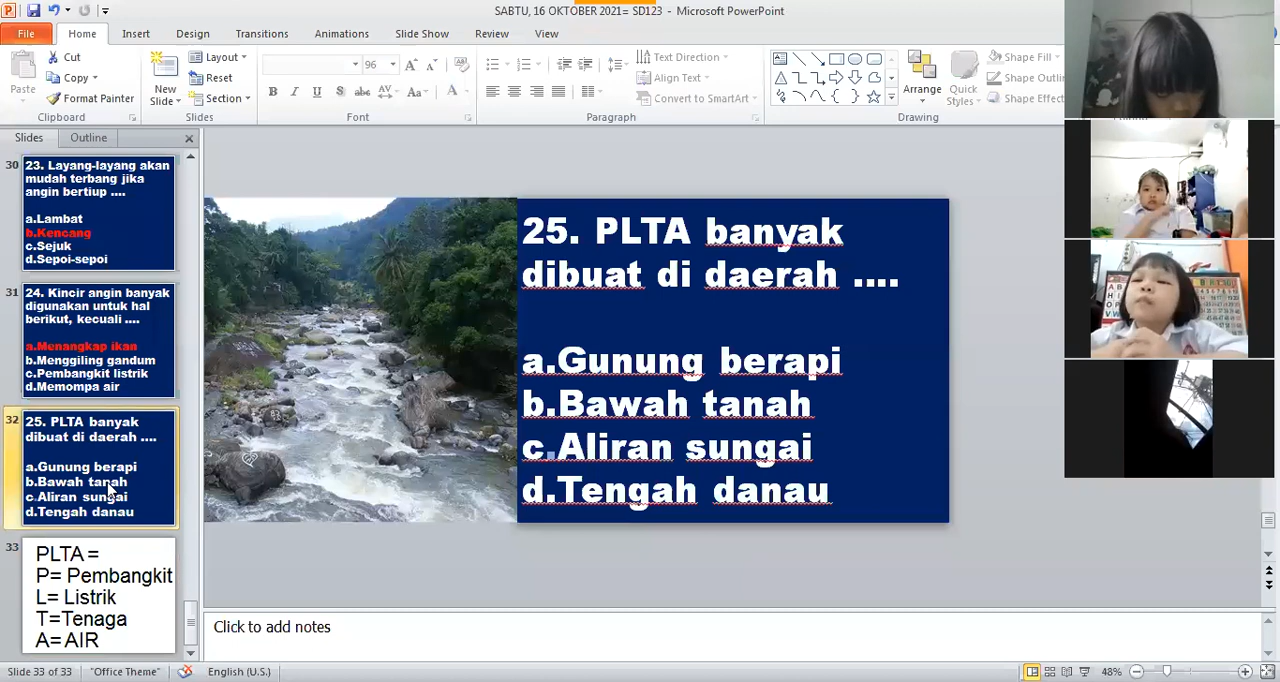 SABTU, 16 OKTOBER 2021= SD123 - Microsoft PowerPoint
File Home Insert Design Transitions Animations Slide Show Review View
Paste
Cut
Copy
Format Painter
Clipboard
New Slide
Layout
Reset
Section
Slides
96
Font
Text Direction
Align Text
Convert to SmartArt
Paragraph
Arrange
Quick Styles
Shape Fill
Shape Outli
Shape Effect
Drawing
Slides Outline
30
23. Layang-layang akan
mudah terbang jika
angin bertiup ....
a.Lambat
b.Kencang
c.Sejuk
d.Sepoi-sepoi
31
24. Kincir angin banyak
digunakan untuk hal
berikut, kecuali ....
a.Menangkap ikan
b.Menggiling gandum
c.Pembangkit listrik
d.Memompa air
32
25. PLTA banyak
dibuat di daerah ....
a.Gunung berapi
b.Bawah tanah
c.Aliran sungai
d.Tengah danau
33
PLTA =
P= Pembangkit
L= Listrik
T=Tenaga
A= AIR
25. PLTA banyak
dibuat di daerah ....
a.Gunung berapi
b.Bawah tanah
c.Aliran sungai
d.Tengah danau
Click to add notes
Slide 33 of 33 "Office Theme" English (U.S.) 48%